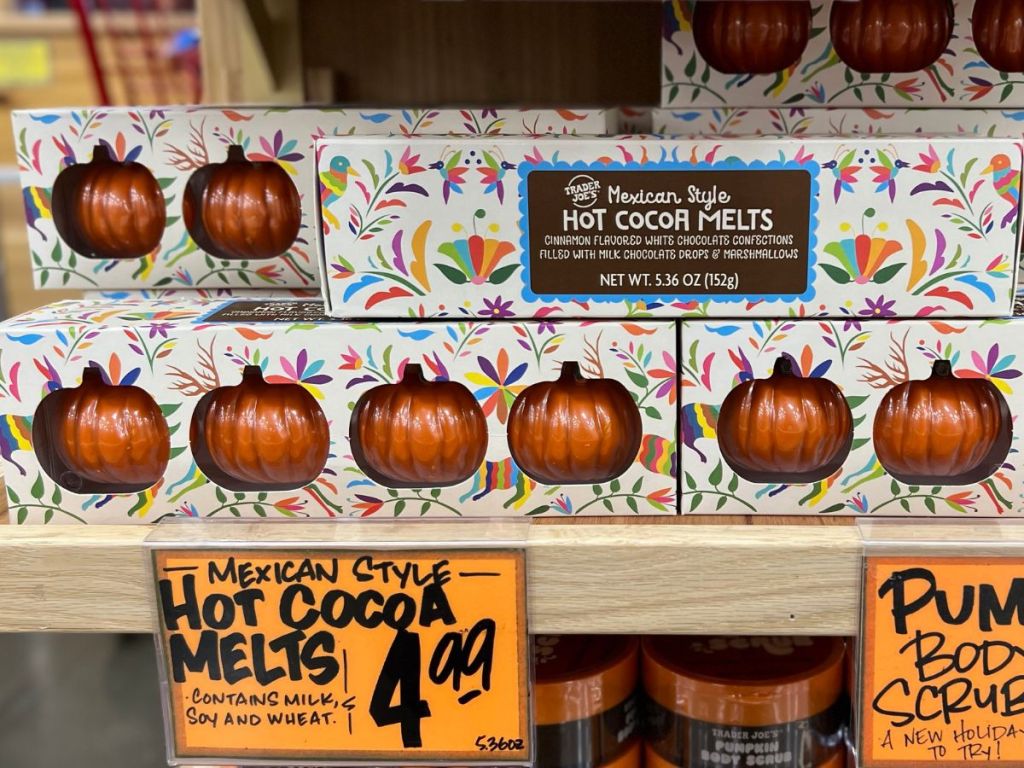 TRADER JOE'S
Mexican Style
HOT COCOA MELTS
CINNAMON FLAVORED WHITE CHOCOLATE CONFECTIONS
FILLED WITH MILK CHOCOLATE DROPS & MARSHMALLOWS
NET WT. 5.36 OZ (152g)
MEXICAN STYLE
HOT COCOA
MELTS
CONTAINS MILK,
SOY AND WHEAT.
4.99
5.36oz
PUM
BODY
SCRUB
A NEW HOLIDA
TO TRY!
TRADER JOE'S
PUMPKIN
BODY SCRUB